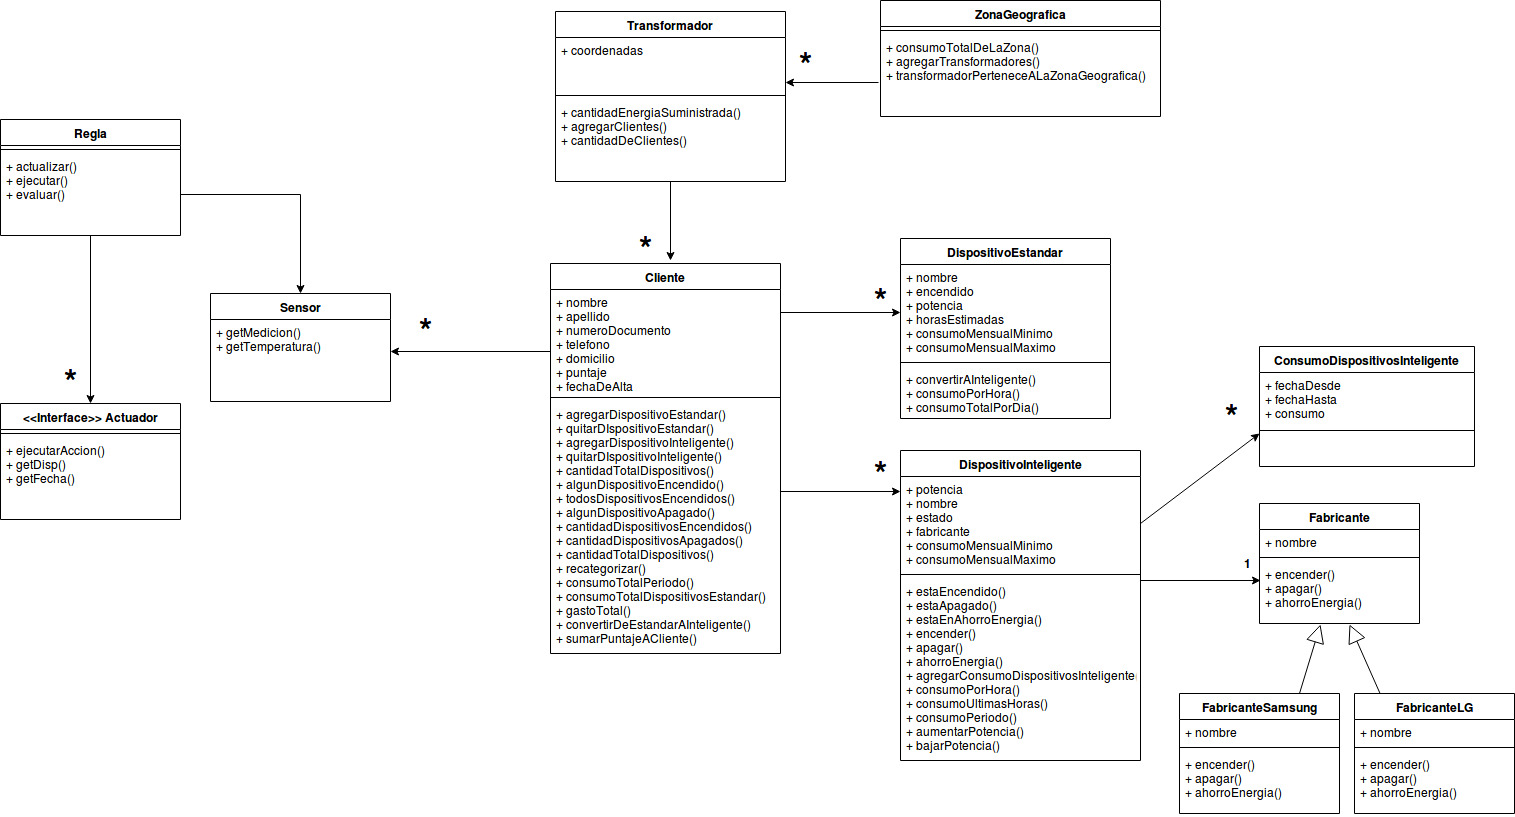 ZonaGeografica
+ consumoTotalDeLaZona()
+ agregarTransformadores()
+ transformadorPerteneceALaZonaGeografica()
*
Transformador
+ coordenadas
+ cantidadEnergiaSuministrada()
+ agregarClientes()
+ cantidadDeClientes()
*
Regla
+ actualizar()
+ ejecutar()
+ evaluar()
Sensor
+ getMedicion()
+ getTemperatura()
*
*
<<Interface>> Actuador
+ ejecutarAccion()
+ getDisp()
+ getFecha()
Cliente
+ nombre
+ apellido
+ numeroDocumento
+ telefono
+ domicilio
+ puntaje
+ fechaDeAlta
+ agregarDispositivoEstandar()
+ quitarDIspositivoEstandar()
+ agregarDispositivoInteligente()
+ quitarDIspositivoInteligente()
+ cantidadTotalDispositivos()
+ algunDispositivoEncendido()
+ todosDispositivosEncendidos()
+ algunDispositivoApagado()
+ cantidadDispositivosEncendidos()
+ cantidadDispositivosApagados()
+ cantidadTotalDispositivos()
+ recategorizar()
+ consumoTotalPeriodo()
+ consumoTotalDispositivosEstandar()
+ gastoTotal()
+ convertirDeEstandarAInteligente()
+ sumarPuntajeACliente()
*
DispositivoEstandar
+ nombre
+ encendido
+ potencia
+ horasEstimadas
+ consumoMensualMinimo
+ consumoMensualMaximo
+ convertirAInteligente()
+ consumoPorHora()
+ consumoTotalPorDia()
*
DispositivoInteligente
+ potencia
+ nombre
+ estado
+ fabricante
+ consumoMensualMinimo
+ consumoMensualMaximo
+ estaEncendido()
+ estaApagado()
+ estaEnAhorroEnergia()
+ encender()
+ apagar()
+ ahorroEnergia()
+ agregarConsumoDispositivosInteligente
+ consumoPorHora()
+ consumoUltimasHoras()
+ consumoPeriodo()
+ aumentarPotencia()
+ bajarPotencia()
*
ConsumoDispositivosInteligente
+ fechaDesde
+ fechaHasta
+ consumo
1
Fabricante
+ nombre
+ encender()
+ apagar()
+ ahorroEnergia()
FabricanteSamsung
+ nombre
+ encender()
+ apagar()
+ ahorroEnergia()
FabricanteLG
+ nombre
+ encender()
+ apagar()
+ ahorroEnergia()